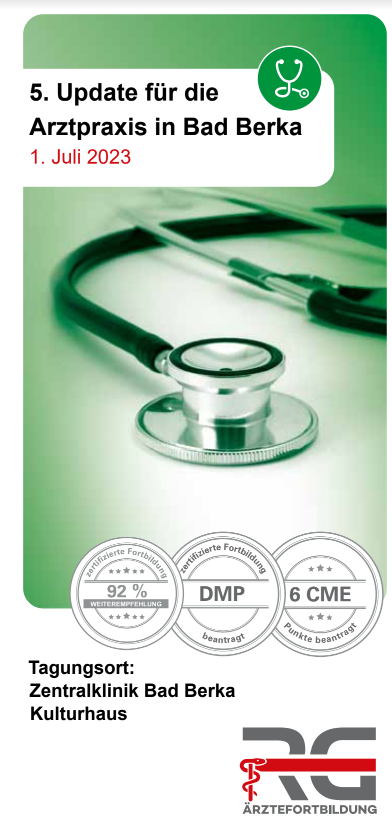 5. Update für die
Arztpraxis in Bad Berka
1. Juli 2023
zertifizierte Fortbildung
92 %
WEITEREMPFEHLUNG
zertifizierte Fortbildung
DMP
beantragt
6 CME
Punkte beantragt
Tagungsort:
Zentralklinik Bad Berka
Kulturhaus
RG
ÄRZTEFORTBILDUNG